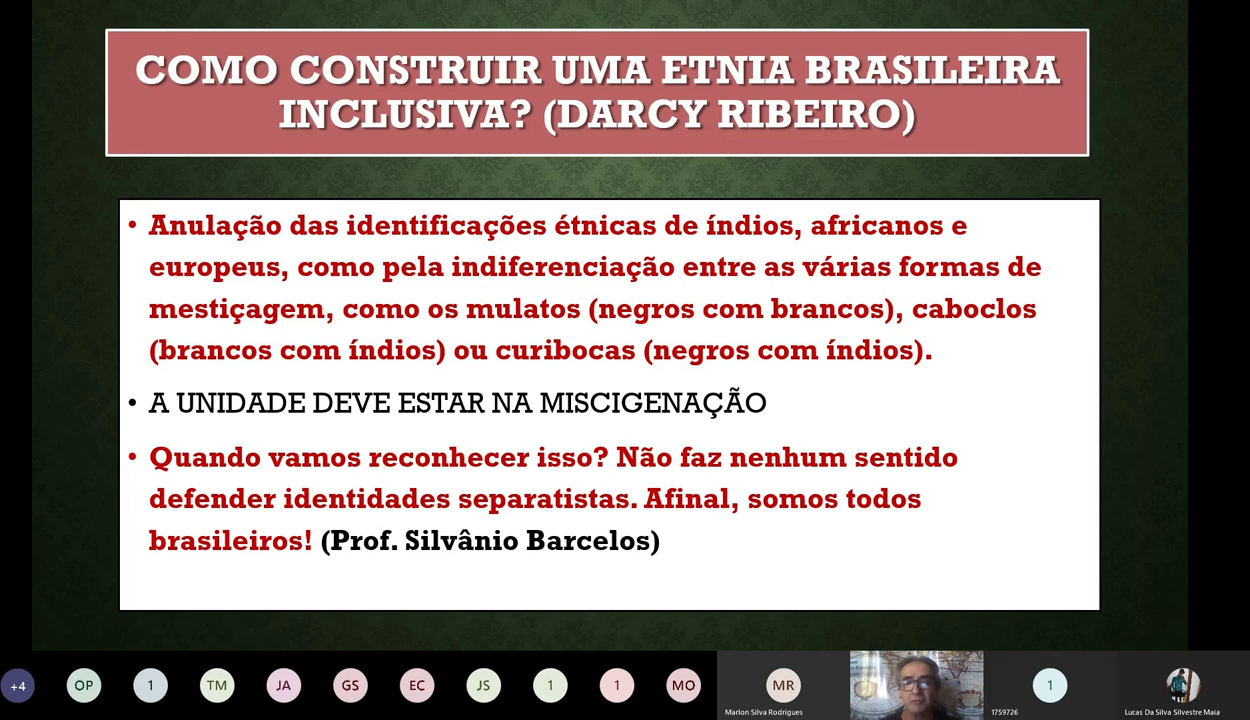 COMO CONSTRUIR UMA ETNIA BRASILEIRA
INCLUSIVA? (DARCY RIBEIRO)
• Anulação das identificações étnicas de índios, africanos e
europeus, como pela indiferenciação entre as várias formas de
mestiçagem, como os mulatos (negros com brancos), caboclos
(brancos com índios) ou curibocas (negros com índios).
• A UNIDADE DEVE ESTAR NA MISCIGENAÇÃO
• Quando vamos reconhecer isso? Não faz nenhum sentido
defender identidades separatistas. Afinal, somos todos
brasileiros! (Prof. Silvânio Barcelos)
+4 OP 1 TM JA GS EC JS 1 1 MO MR 1
Marlon Silva Rodrigues 1759726 Lucas Da Silva Silvestre Maia